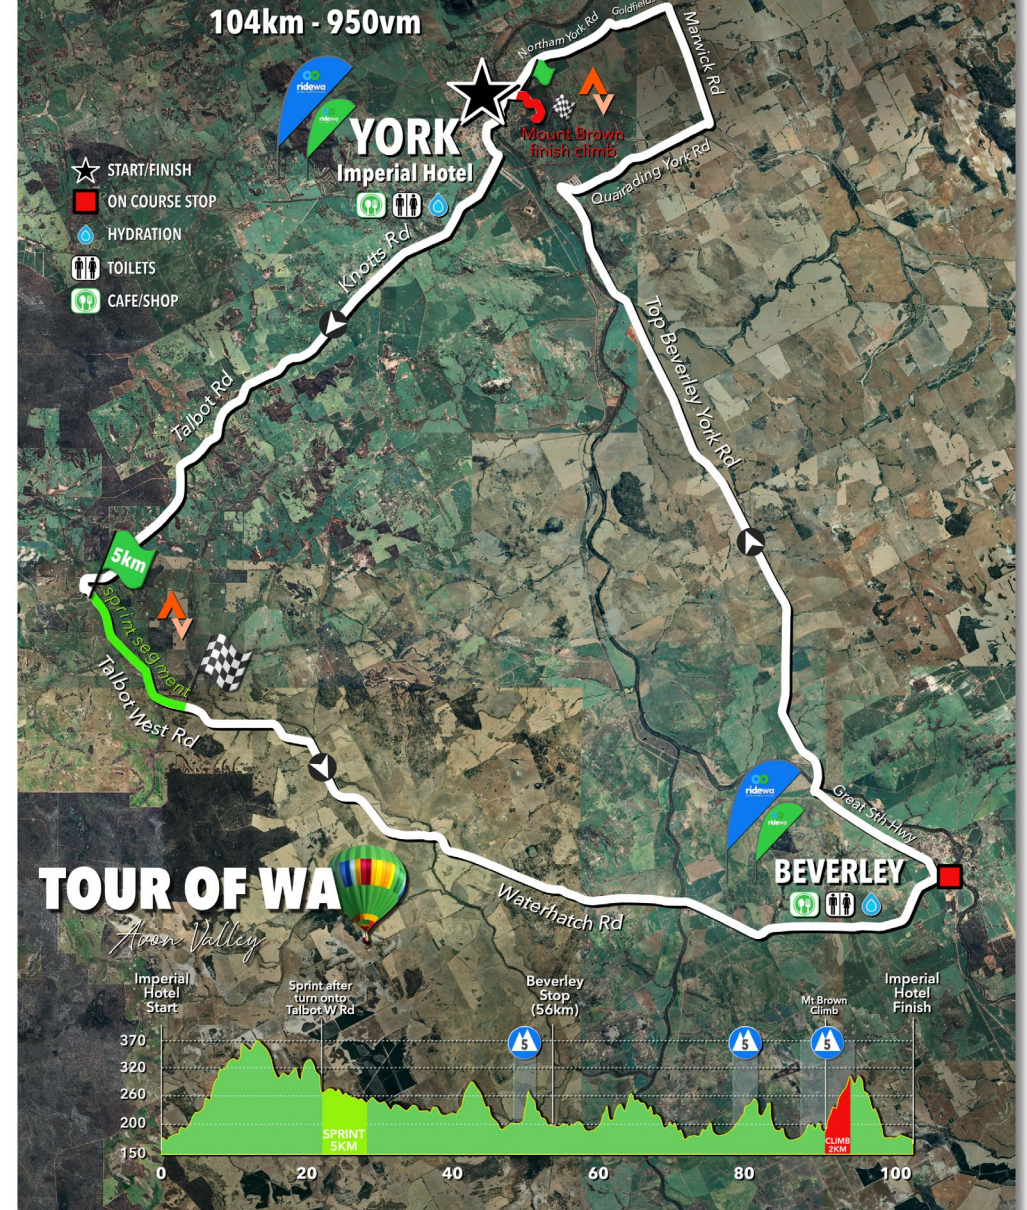 104km - 950vm
Northam York Rd
Goldfields
Marwick Rd
ridewa
ridewa
YORK
Imperial Hotel
Mount Brown
finish climb
Quairading York Rd
START/FINISH
ON COURSE STOP
HYDRATION
TOILETS
CAFE/SHOP
Knotts Rd
Talbot Rd
Top Beverley York Rd
5km
sprint segment
Talbot West Rd
ridewa
ridewa
Great Sth Hwy
BEVERLEY
Waterhatch Rd
TOUR OF WA
Avon Valley
Imperial
Hotel
Start
Sprint after
turn onto
Talbot W Rd
Beverley
Stop
(56km)
Mt Brown
Climb
Imperial
Hotel
Finish
370
320
260
200
150
5
5
5
SPRINT
5KM
CLIMB
2KM
0 20 40 60 80 100